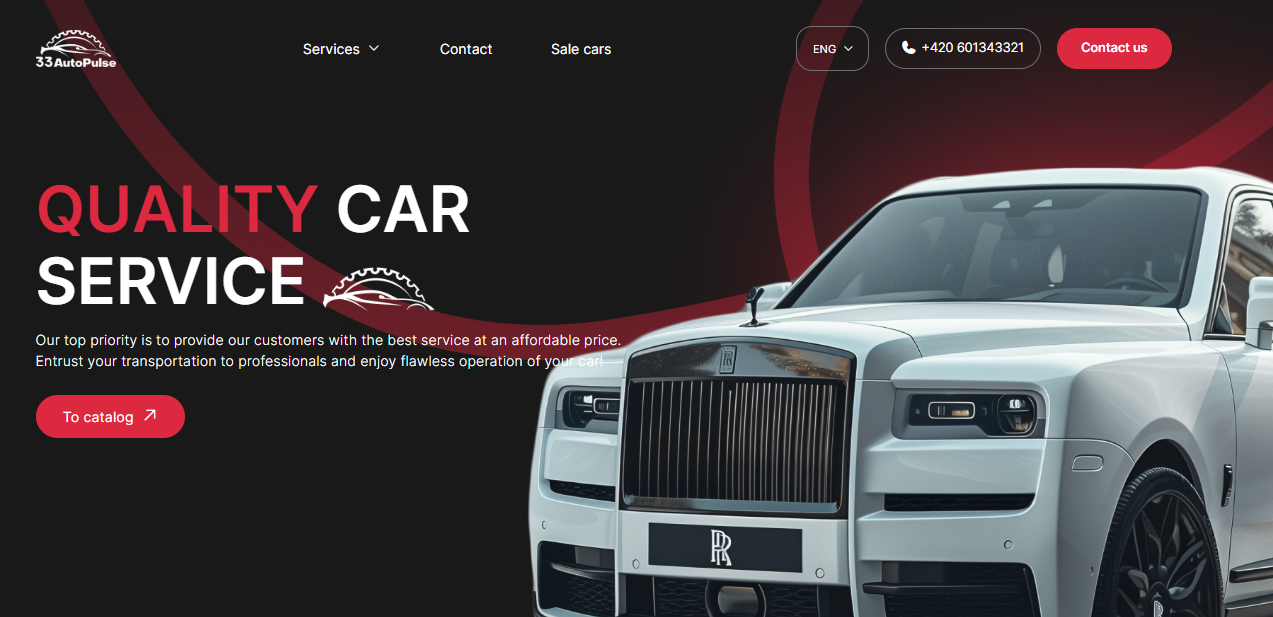 33AutoPulse
Services
Contact
Sale cars
ENG
+420 601343321
Contact us
QUALITY CAR
SERVICE
Our top priority is to provide our customers with the best service at an affordable price.
Entrust your transportation to professionals and enjoy flawless operation of your car!
To catalog
RR